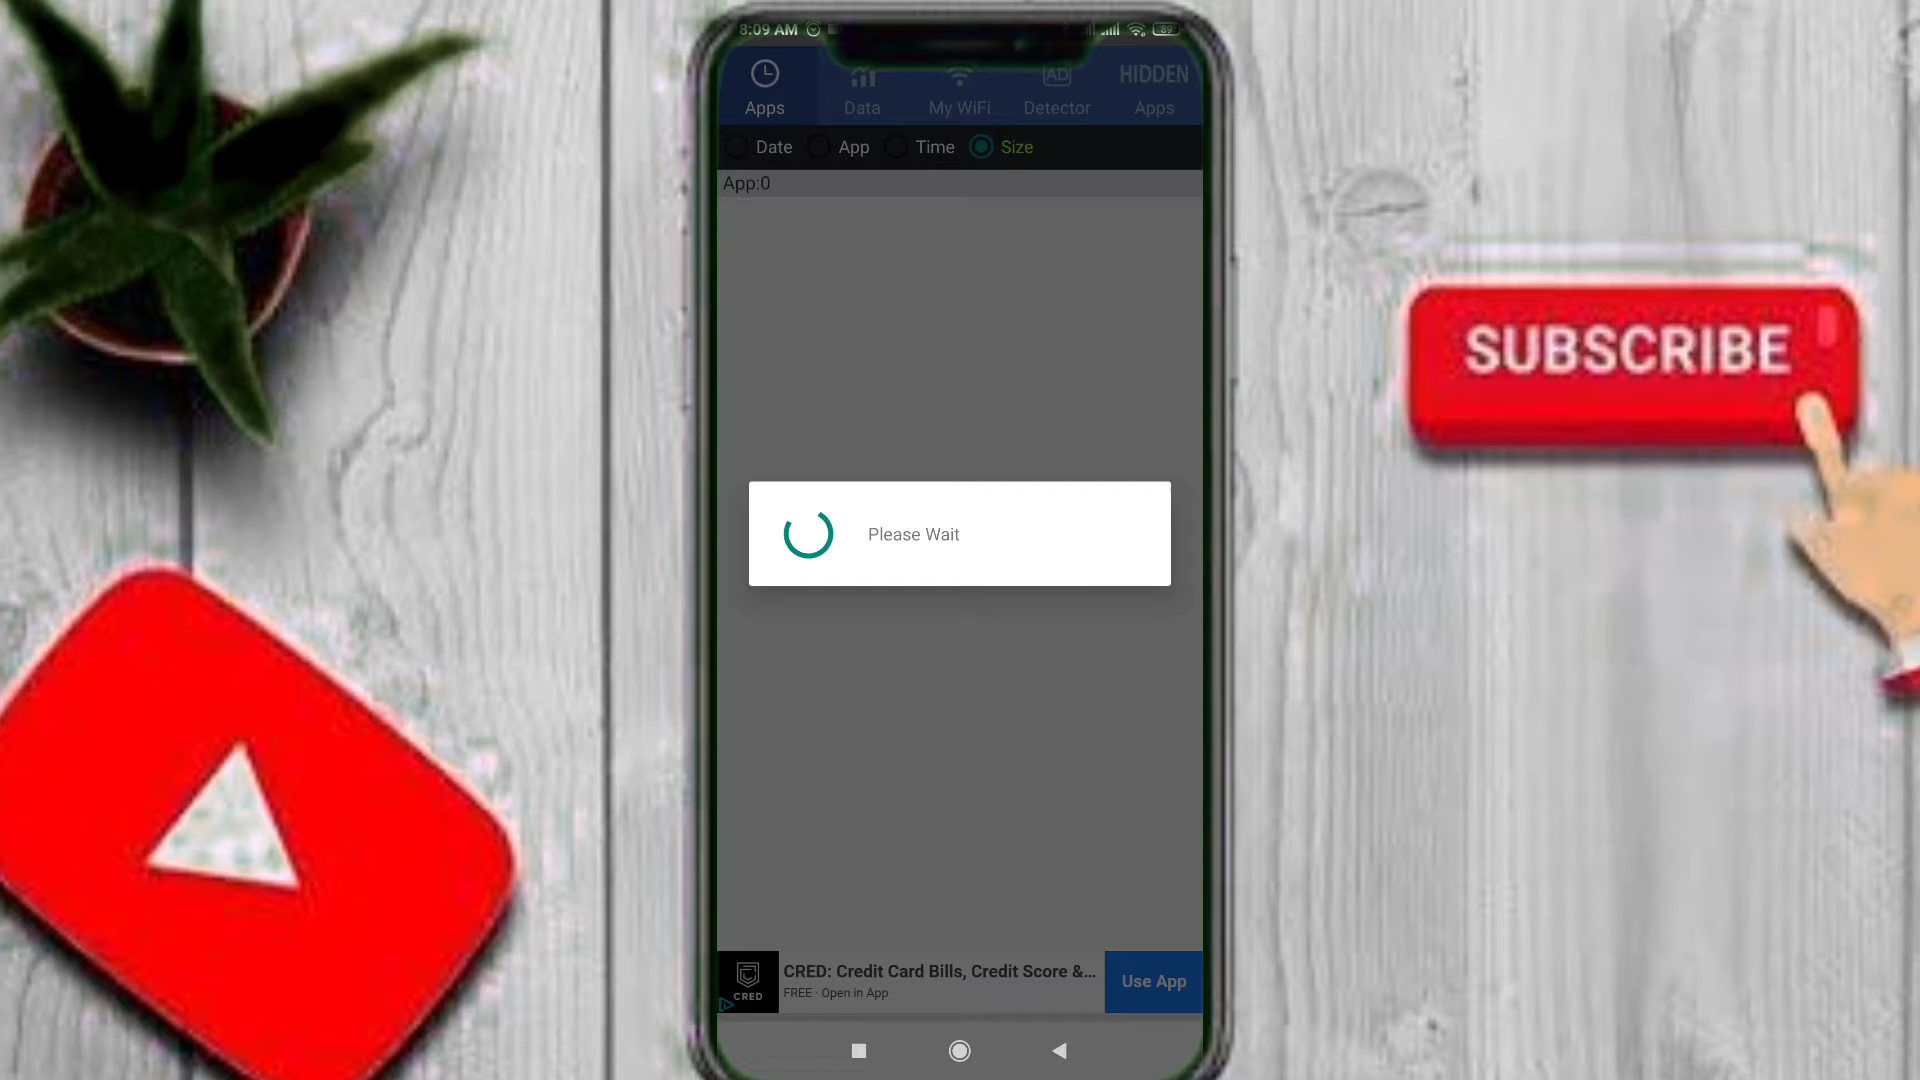 8:09 AM
89
HIDDEN
Apps
Data
My WiFi
AD
Detector
Apps
Date
App
Time
Size
App:0
SUBSCRIBE
Please Wait
CRED
CRED: Credit Card Bills, Credit Score &...
FREE · Open in App
Use App